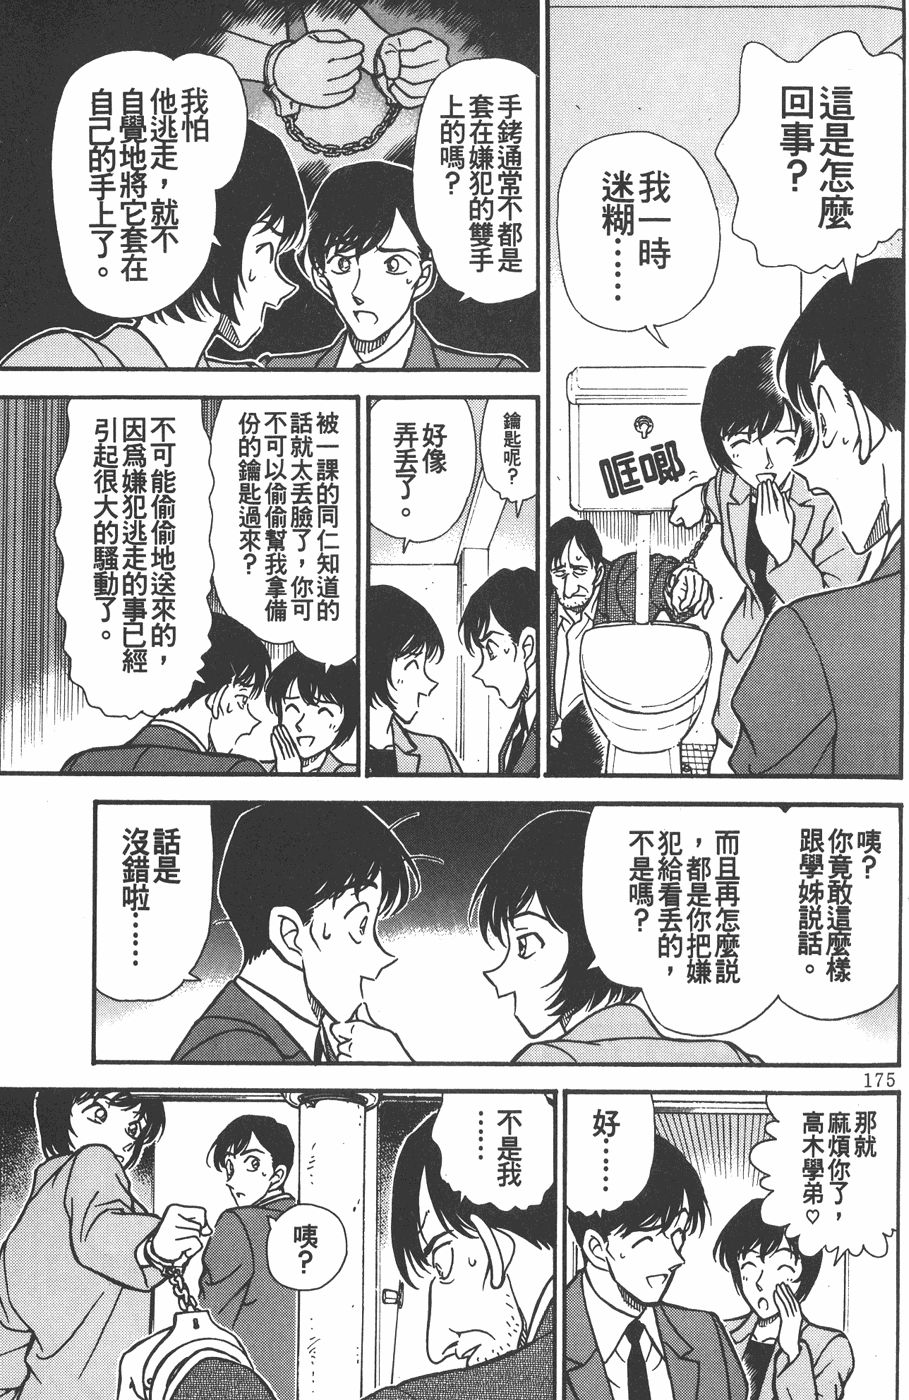 這是怎麼
回事？
我一時
迷糊……
哐啷
手銬通常不都是
套在嫌犯的雙手
上的嗎？
我怕
他逃走，就不
自覺地將它套在
自己的手上了。
鑰匙呢？
好像
弄丟了。
被一課的同仁知道的
話就太丟臉了，你可
不可以偷偷幫我拿備
份的鑰匙過來？
不可能偷偷地送來的，
因為嫌犯逃走的事已經
引起很大的騷動了。
咦？
你竟敢這麼樣
跟學姊說話。
而且再怎麼說
，都是你把嫌
犯給看丟的，
不是嗎？
話是
沒錯啦……
175
那就
麻煩你了，
高木學弟♡
好……
不是我
……
咦？